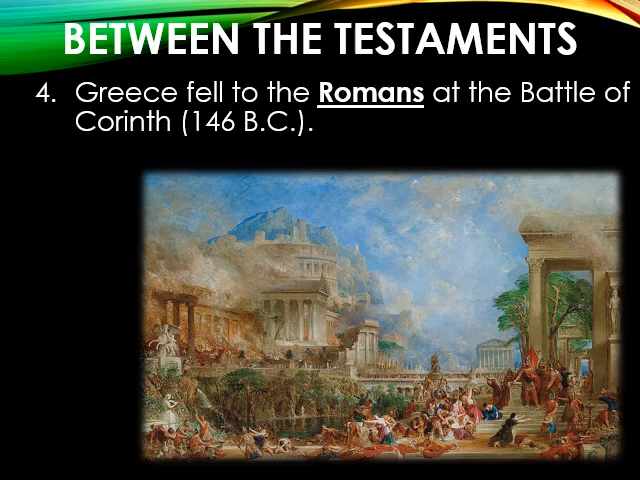 BETWEEN THE TESTAMENTS
4. Greece fell to the Romans at the Battle of
Corinth (146 B.C.).